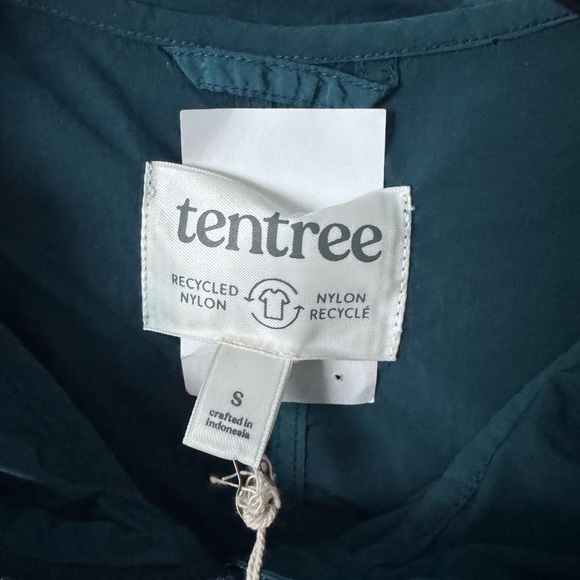 tentree
RECYCLED
NYLON
NYLON
RECYCLÉ
S
crafted in
Indonesia